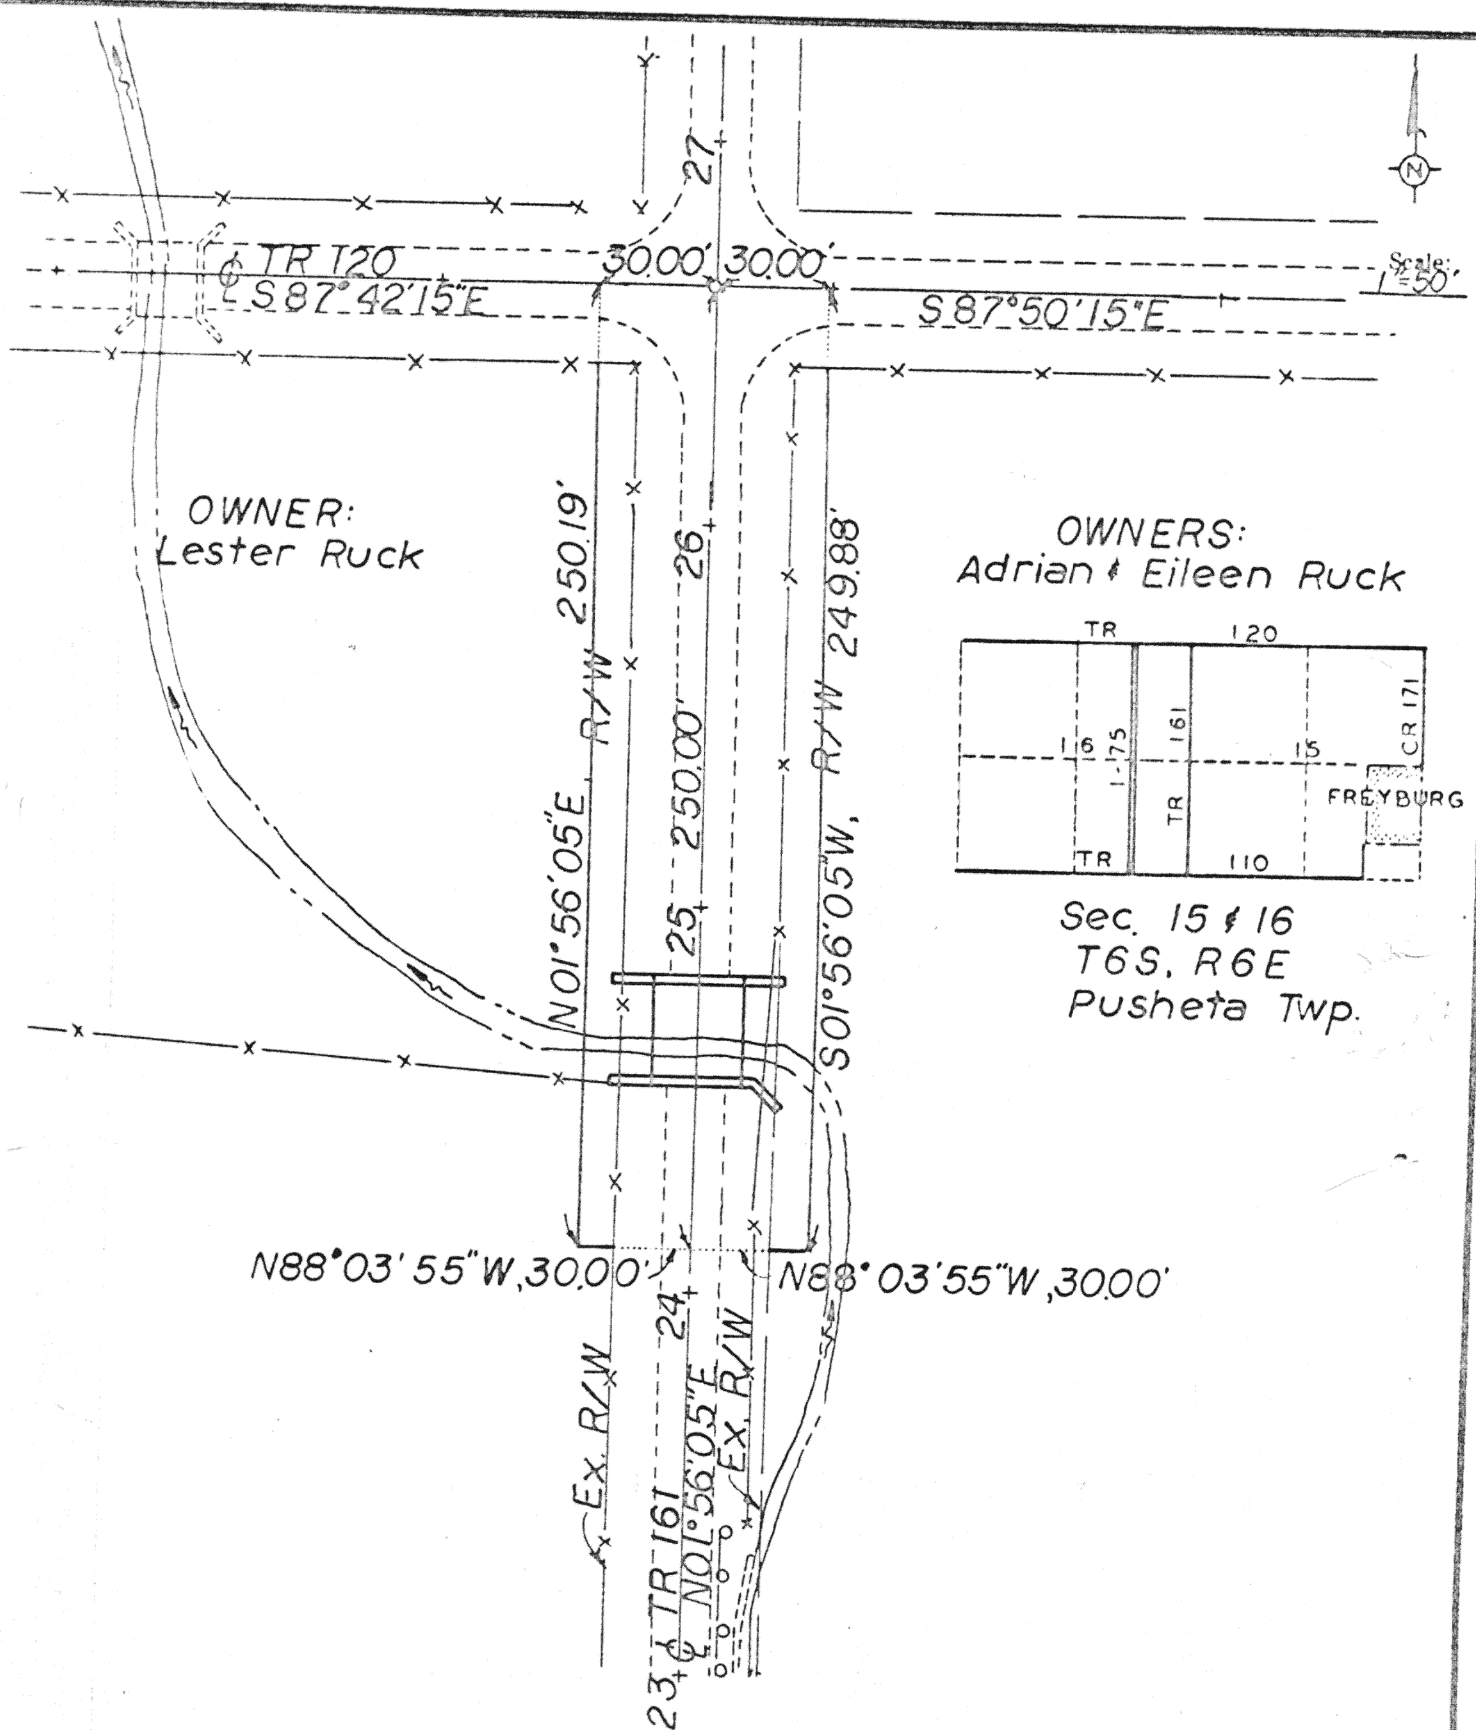 27
30.00' 30.00'
℄ TR 120
S 87°42'15"E
S 87°50'15"E
N
Scale:
1"=50'
OWNER:
Lester Ruck
OWNERS:
Adrian & Eileen Ruck
N01°56'05"E, R/W 250.19'
26
250.00'
25
S01°56'05"W, R/W 249.88'
TR 120
16
I-75
TR 161
15
CR 171
FREYBURG
TR 110
Sec. 15 & 16
T6S, R6E
Pusheta Twp.
N88°03'55"W, 30.00'
N88°03'55"W, 30.00'
24
Ex. R/W
Ex. R/W
℄ TR 161
N01°56'05"E
23